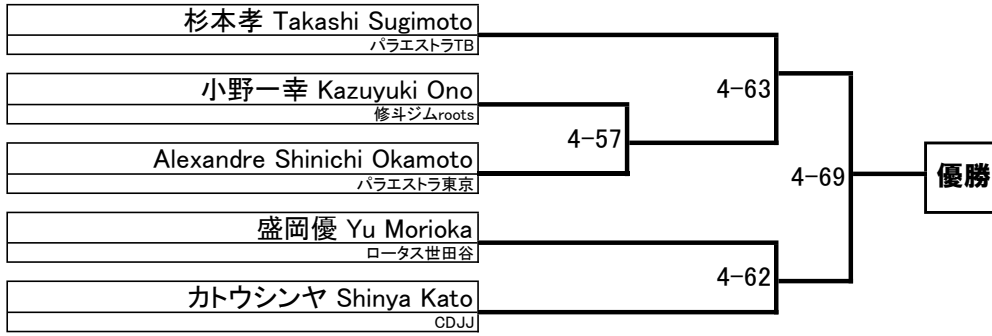 杉本孝 Takashi Sugimoto
パラエストラTB
小野一幸 Kazuyuki Ono
修斗ジムroots
Alexandre Shinichi Okamoto
パラエストラ東京
盛岡優 Yu Morioka
ロータス世田谷
カトウシンヤ Shinya Kato
CDJJ
4-57
4-63
4-62
4-69
優勝